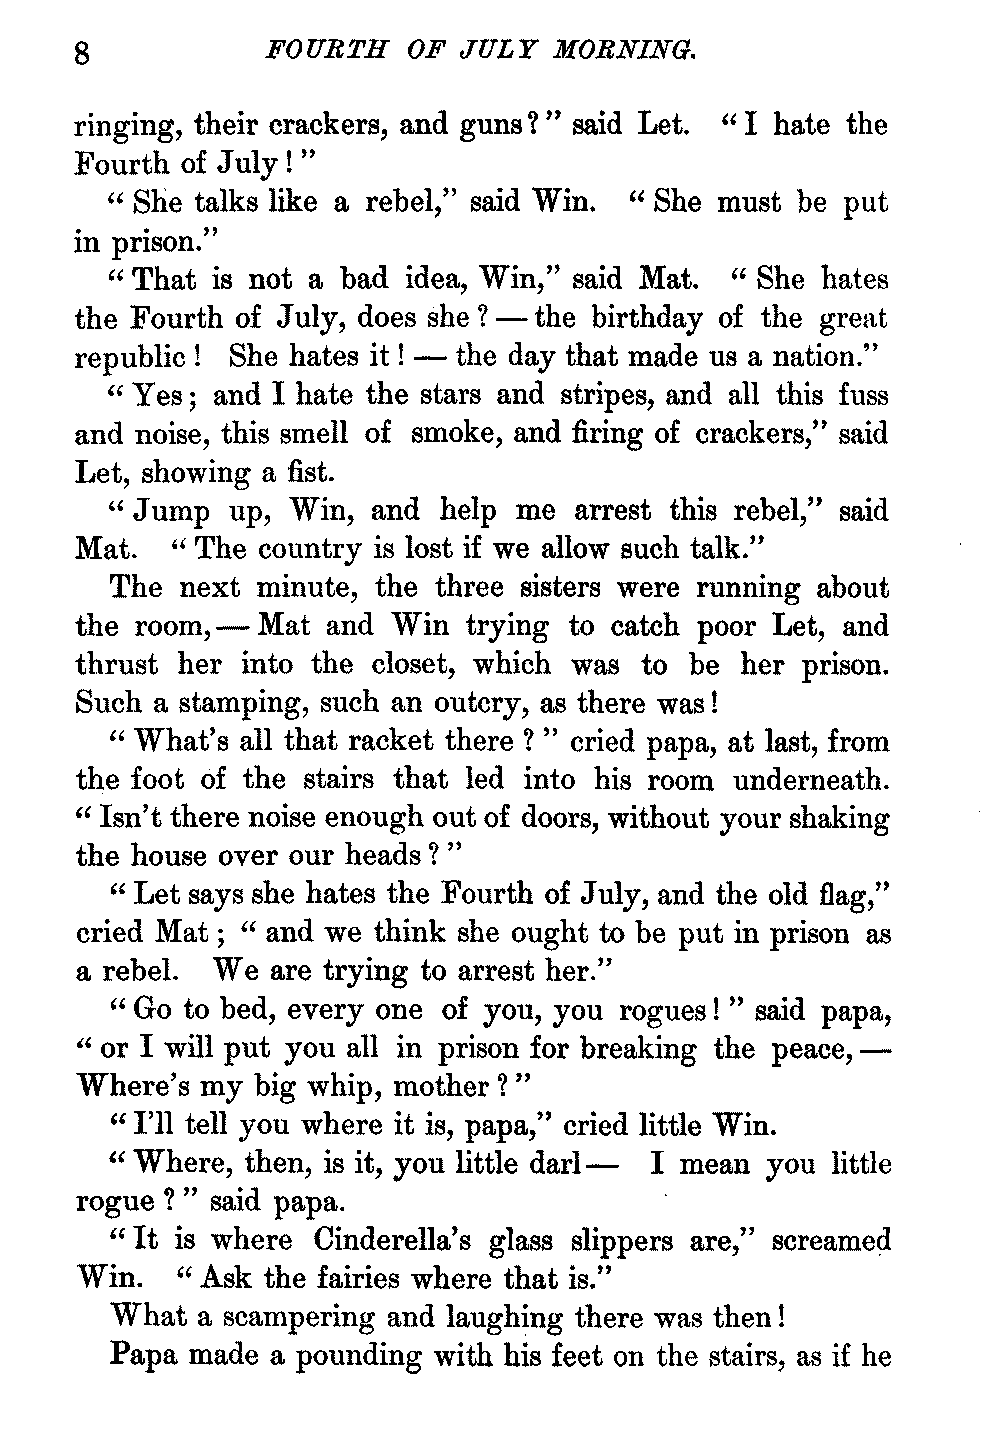 8 FOURTH OF JULY MORNING.
ringing, their crackers, and guns?" said Let. "I hate the
Fourth of July!"
"She talks like a rebel," said Win. "She must be put
in prison."
"That is not a bad idea, Win," said Mat. "She hates
the Fourth of July, does she? — the birthday of the great
republic! She hates it! — the day that made us a nation."
"Yes; and I hate the stars and stripes, and all this fuss
and noise, this smell of smoke, and firing of crackers," said
Let, showing a fist.
"Jump up, Win, and help me arrest this rebel," said
Mat. "The country is lost if we allow such talk."
The next minute, the three sisters were running about
the room, — Mat and Win trying to catch poor Let, and
thrust her into the closet, which was to be her prison.
Such a stamping, such an outcry, as there was!
"What's all that racket there?" cried papa, at last, from
the foot of the stairs that led into his room underneath.
"Isn't there noise enough out of doors, without your shaking
the house over our heads?"
"Let says she hates the Fourth of July, and the old flag,"
cried Mat; "and we think she ought to be put in prison as
a rebel. We are trying to arrest her."
"Go to bed, every one of you, you rogues!" said papa,
"or I will put you all in prison for breaking the peace, —
Where's my big whip, mother?"
"I'll tell you where it is, papa," cried little Win.
"Where, then, is it, you little darl— I mean you little
rogue?" said papa.
"It is where Cinderella's glass slippers are," screamed
Win. "Ask the fairies where that is."
What a scampering and laughing there was then!
Papa made a pounding with his feet on the stairs, as if he